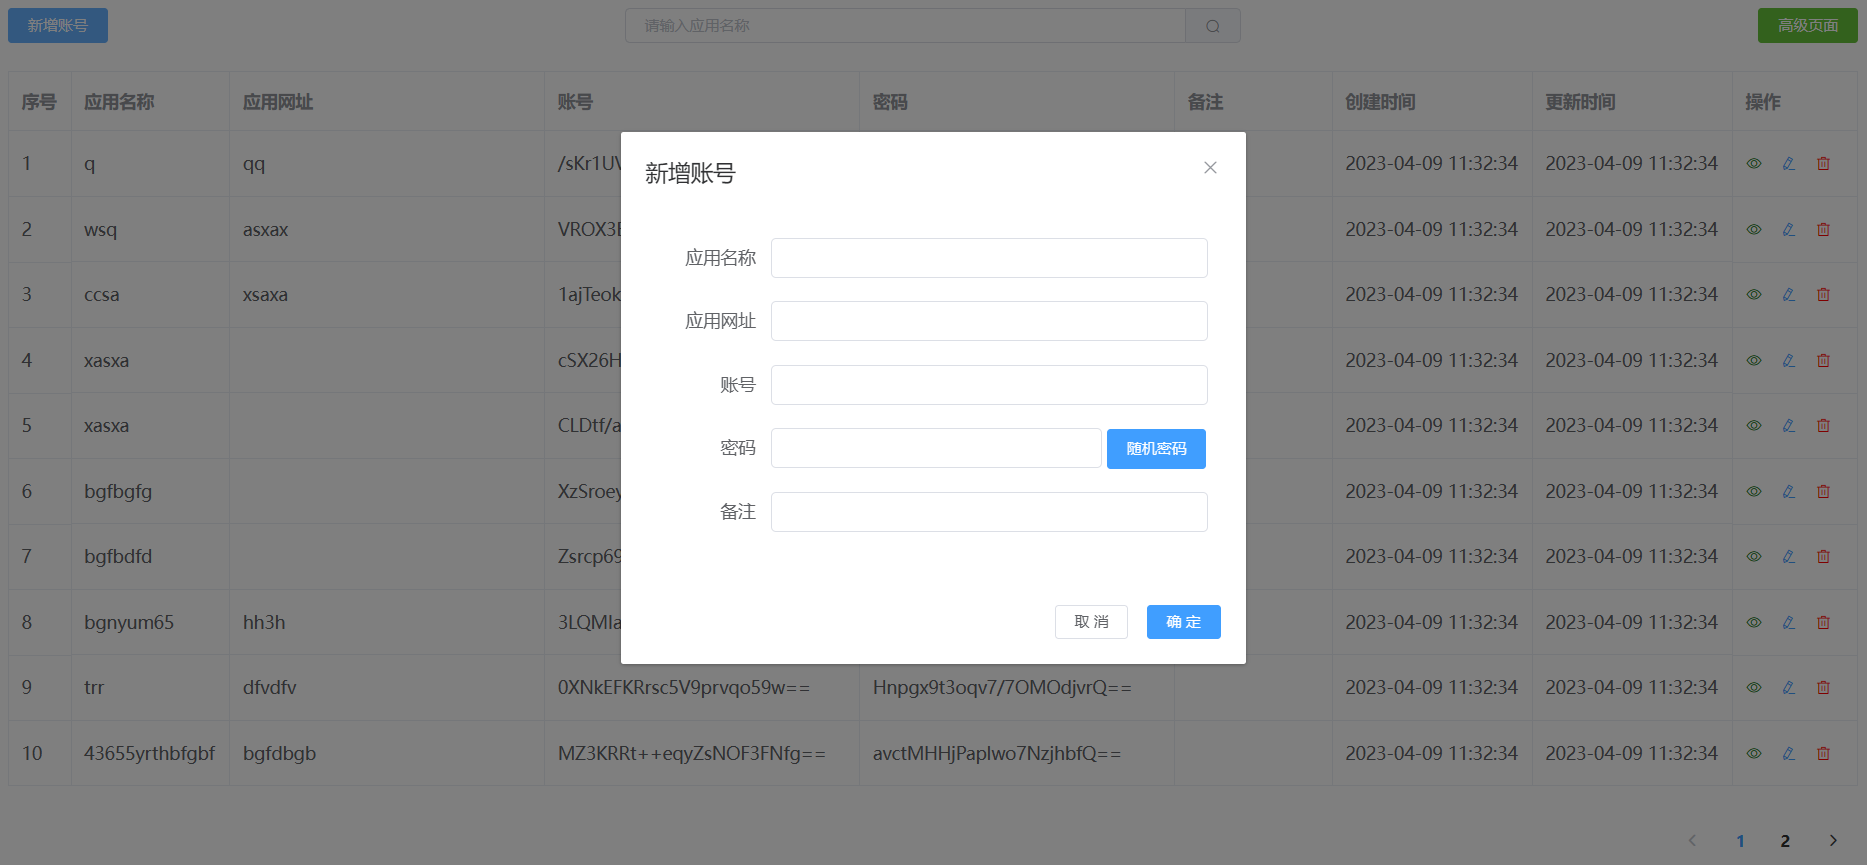 新增账号 请输入应用名称 高级页面
序号 应用名称 应用网址 账号 密码 备注 创建时间 更新时间 操作
1 q qq /sKr1U 2023-04-09 11:32:34 2023-04-09 11:32:34
2 wsq asxax VROX3 2023-04-09 11:32:34 2023-04-09 11:32:34
3 ccsa xsaxa 1ajTeok 2023-04-09 11:32:34 2023-04-09 11:32:34
4 xasxa cSX26H 2023-04-09 11:32:34 2023-04-09 11:32:34
5 xasxa CLDtf/a 2023-04-09 11:32:34 2023-04-09 11:32:34
6 bgfbgfg XzSroey 2023-04-09 11:32:34 2023-04-09 11:32:34
7 bgfbdfd Zsrcp69 2023-04-09 11:32:34 2023-04-09 11:32:34
8 bgnyum65 hh3h 3LQMla 2023-04-09 11:32:34 2023-04-09 11:32:34
9 trr dfvdfv 0XNkEFKRrsc5V9prvqo59w== Hnpgx9t3oqv7/7OMOdjvrQ== 2023-04-09 11:32:34 2023-04-09 11:32:34
10 43655yrthbfgbf bgfdbgb MZ3KRRt++eqyZsNOF3FNfg== avctMHHjPaplwo7NzjhbfQ== 2023-04-09 11:32:34 2023-04-09 11:32:34
新增账号
应用名称
应用网址
账号
密码 随机密码
备注
取 消 确 定
1 2